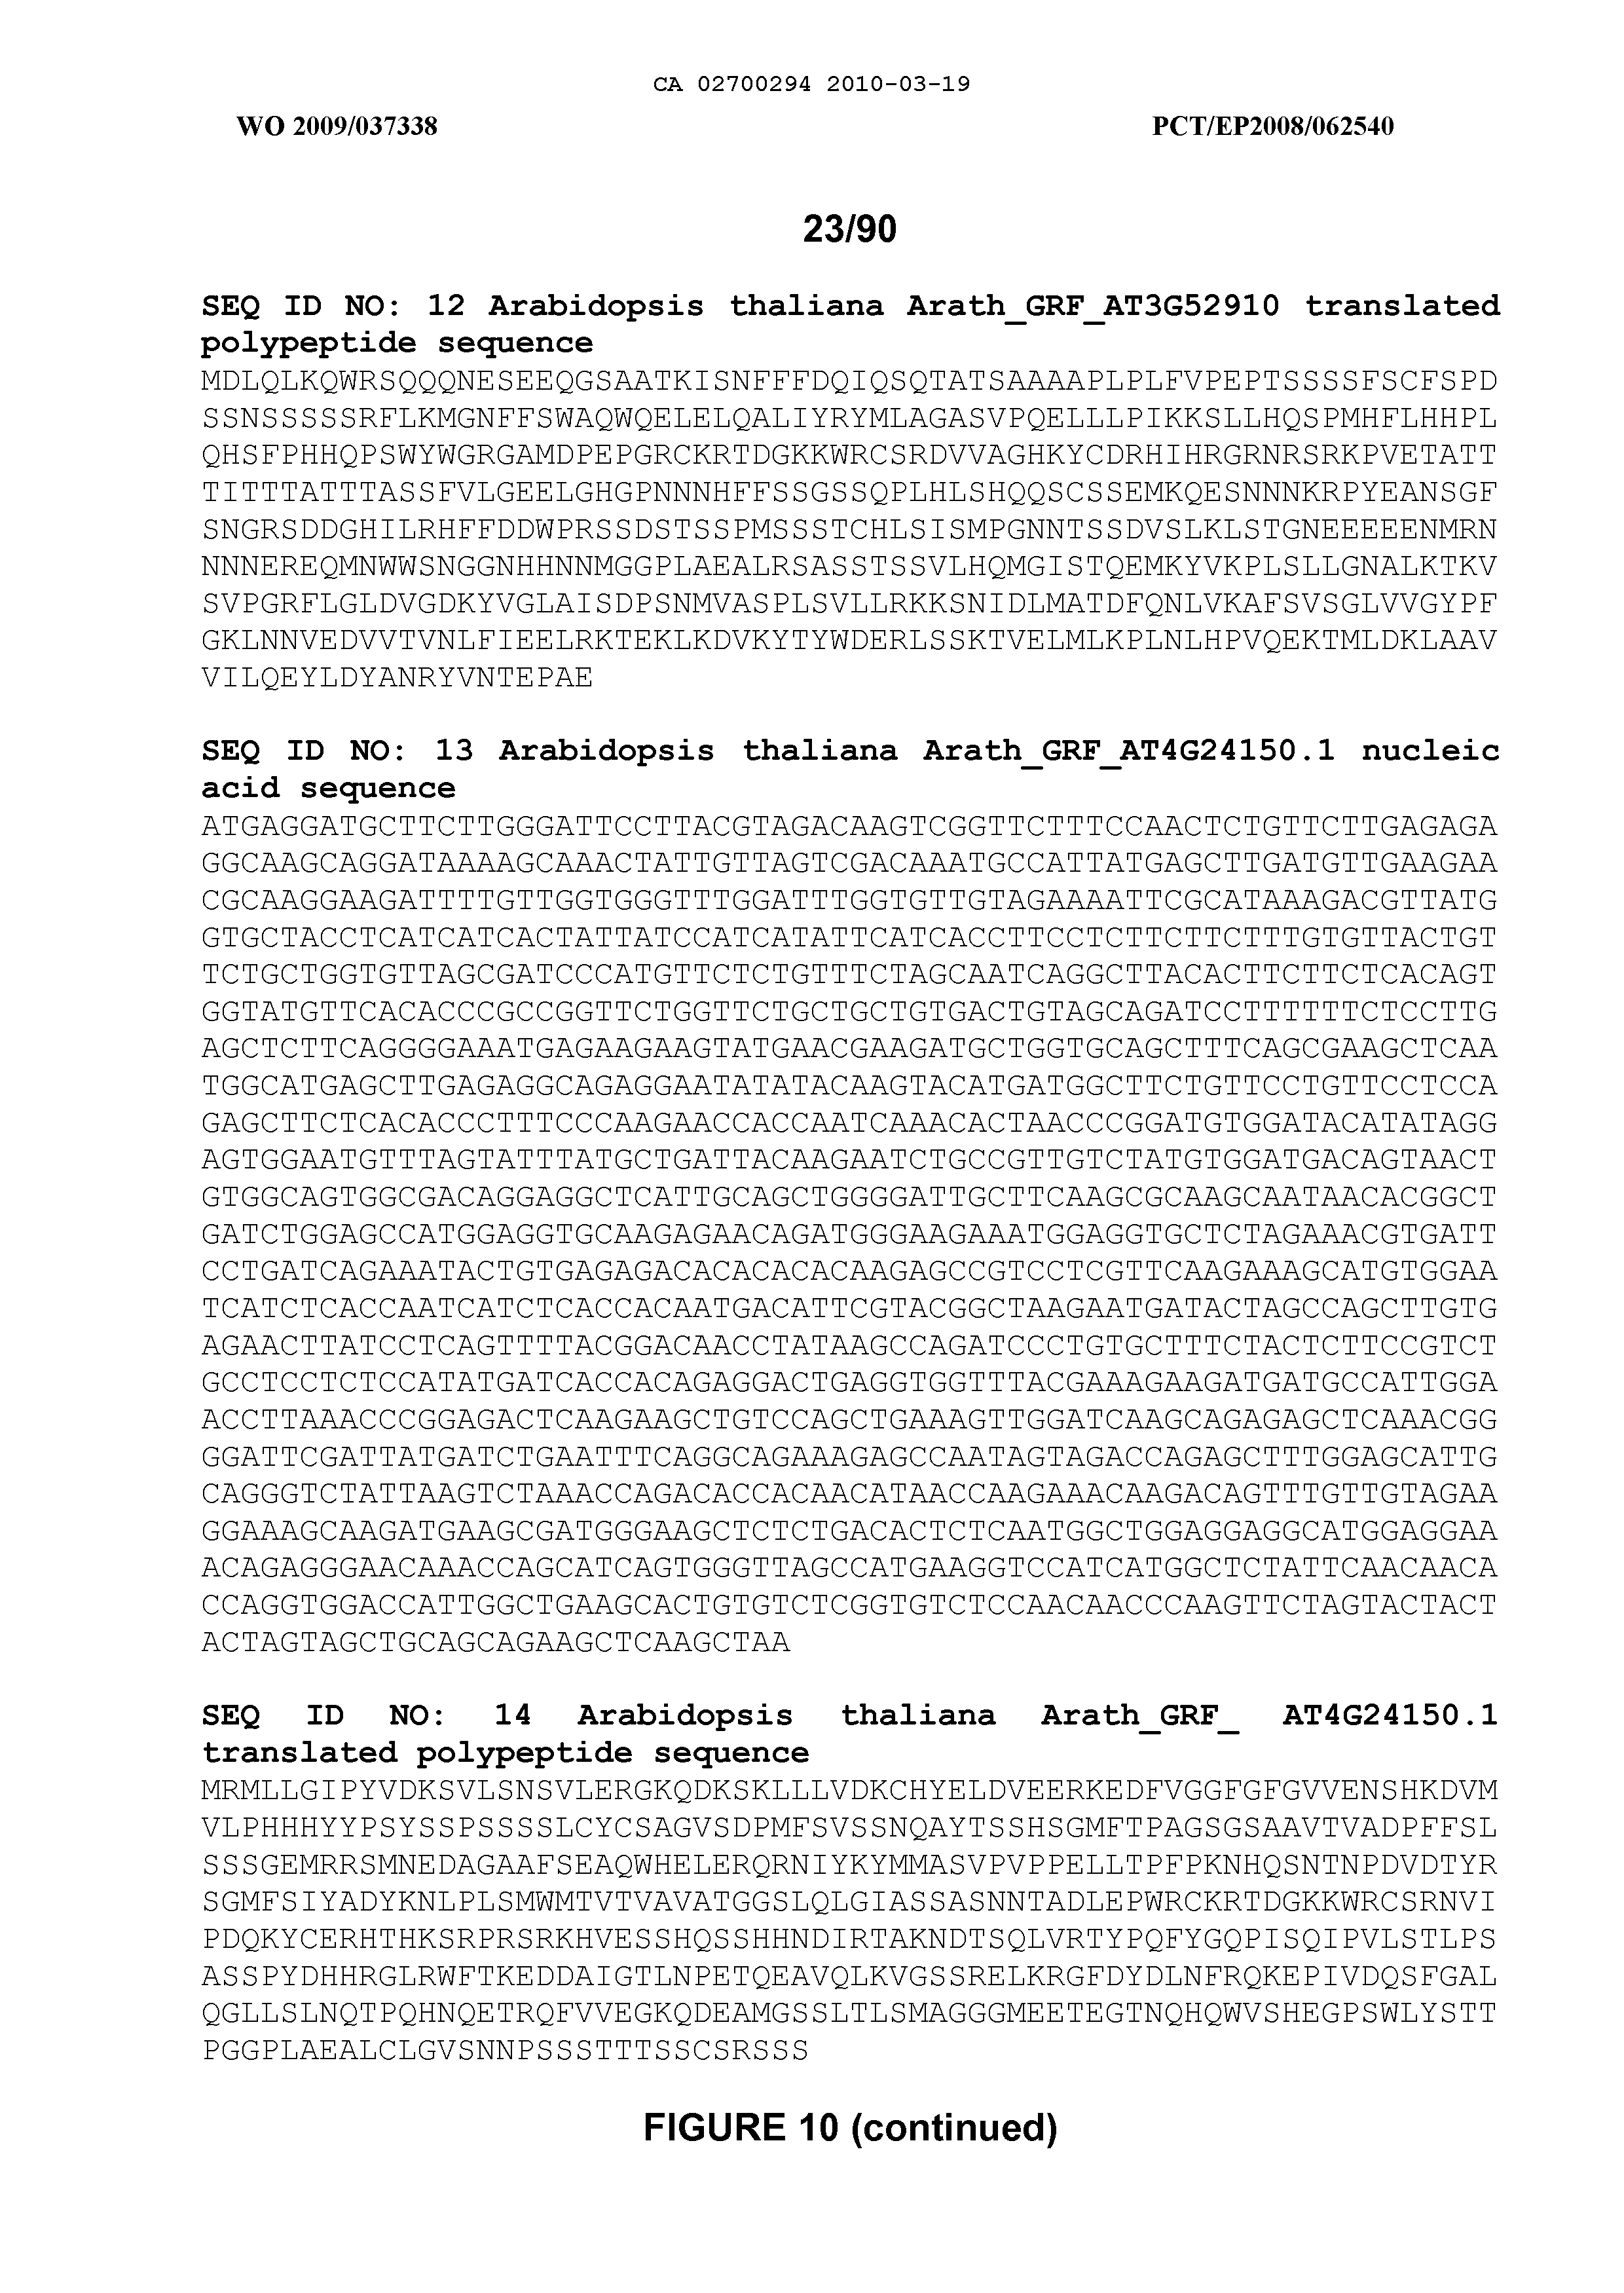 CA 02700294 2010-03-19
WO 2009/037338 PCT/EP2008/062540
23/90
SEQ ID NO: 12 Arabidopsis thaliana Arath_GRF_AT3G52910 translated
polypeptide sequence
MDLQLKQWRSQQQNESEEQGSAATKISNFFFDQIQSQTATSAAAAPLPLFVPEPTSSSSFSCFSPD
SSNSSSSSRFLKMGNFFSWAQWQELELQALIYRYMLAGASVPQELLLPIKKSLLHQSPMHFLHHPL
QHSFPHHQPSWYWGRGAMDPEPGRCKRTDGKKWRCSRDVVAGHKYCDRHIHRGRNRSRKPVETATT
TITTTATTTASSFVLGEELGHGPNNNHFFSSGSSQPLHLSHQQSCSSEMKQESNNNKRPYEANSGF
SNGRSDDGHILRHFFDDWPRSSDSTSSPMSSSTCHLSISMPGNNTSSDVSLKLSTGNEEEEENMRN
NNNEREQMNWWSNGGNHHNNMGGPLAEALRSASSTSSVLHQMGISTQEMKYVKPLSLLGNALKTKV
SVPGRFLGLDVGDKYVGLAISDPSNMVASPLSVLLRKKSNIDLMATDFQNLVKAFSVSGLVVGYPF
GKLNNVEDVVTVNLFIEELRKTEKLKDVKYTYWDERLSSKTVELMLKPLNLHPVQEKTMLDKLAAV
VILQEYLDYANRYVNTEPAE
SEQ ID NO: 13 Arabidopsis thaliana Arath_GRF_AT4G24150.1 nucleic
acid sequence
ATGAGGATGCTTCTTGGGATTCCTTACGTAGACAAGTCGGTTCTTTCCAACTCTGTTCTTGAGAGA
GGCAAGCAGGATAAAAGCAAACTATTGTTAGTCGACAAATGCCATTATGAGCTTGATGTTGAAGAA
CGCAAGGAAGATTTTGTTGGTGGGTTTGGATTTGGTGTTGTAGAAAATTCGCATAAAGACGTTATG
GTGCTACCTCATCATCACTATTATCCATCATATTCATCACCTTCCTCTTCTTCTTTGTGTTACTGT
TCTGCTGGTGTTAGCGATCCCATGTTCTCTGTTTCTAGCAATCAGGCTTACACTTCTTCTCACAGT
GGTATGTTCACACCCGCCGGTTCTGGTTCTGCTGCTGTGACTGTAGCAGATCCTTTTTTCTCCTTG
AGCTCTTCAGGGGAAATGAGAAGAAGTATGAACGAAGATGCTGGTGCAGCTTTCAGCGAAGCTCAA
TGGCATGAGCTTGAGAGGCAGAGGAATATATACAAGTACATGATGGCTTCTGTTCCTGTTCCTCCA
GAGCTTCTCACACCCTTTCCCAAGAACCACCAATCAAACACTAACCCGGATGTGGATACATATAGG
AGTGGAATGTTTAGTATTTATGCTGATTACAAGAATCTGCCGTTGTCTATGTGGATGACAGTAACT
GTGGCAGTGGCGACAGGAGGCTCATTGCAGCTGGGGATTGCTTCAAGCGCAAGCAATAACACGGCT
GATCTGGAGCCATGGAGGTGCAAGAGAACAGATGGGAAGAAATGGAGGTGCTCTAGAAACGTGATT
CCTGATCAGAAATACTGTGAGAGACACACACACAAGAGCCGTCCTCGTTCAAGAAAGCATGTGGAA
TCATCTCACCAATCATCTCACCACAATGACATTCGTACGGCTAAGAATGATACTAGCCAGCTTGTG
AGAACTTATCCTCAGTTTTACGGACAACCTATAAGCCAGATCCCTGTGCTTTCTACTCTTCCGTCT
GCCTCCTCTCCATATGATCACCACAGAGGACTGAGGTGGTTTACGAAAGAAGATGATGCCATTGGA
ACCTTAAACCCGGAGACTCAAGAAGCTGTCCAGCTGAAAGTTGGATCAAGCAGAGAGCTCAAACGG
GGATTCGATTATGATCTGAATTTCAGGCAGAAAGAGCCAATAGTAGACCAGAGCTTTGGAGCATTG
CAGGGTCTATTAAGTCTAAACCAGACACCACAACATAACCAAGAAACAAGACAGTTTGTTGTAGAA
GGAAAGCAAGATGAAGCGATGGGAAGCTCTCTGACACTCTCAATGGCTGGAGGAGGCATGGAGGAA
ACAGAGGGAACAAACCAGCATCAGTGGGTTAGCCATGAAGGTCCATCATGGCTCTATTCAACAACA
CCAGGTGGACCATTGGCTGAAGCACTGTGTCTCGGTGTCTCCAACAACCCAAGTTCTAGTACTACT
ACTAGTAGCTGCAGCAGAAGCTCAAGCTAA
SEQ ID NO: 14 Arabidopsis thaliana Arath_GRF_ AT4G24150.1
translated polypeptide sequence
MRMLLGIPYVDKSVLSNSVLERGKQDKSKLLLVDKCHYELDVEERKEDFVGGFGFGVVENSHKDVM
VLPHHHYYPSYSSPSSSSLCYCSAGVSDPMFSVSSNQAYTSSHSGMFTPAGSGSAAVTVADPFFSL
SSSGEMRRSMNEDAGAAFSEAQWHELERQRNIYKYMMASVPVPPELLTPFPKNHQSNTNPDVDTYR
SGMFSIYADYKNLPLSMWMTVTVAVATGGSLQLGIASSASNNTADLEPWRCKRTDGKKWRCSRNVI
PDQKYCERHTHKSRPRSRKHVESSHQSSHHNDIRTAKNDTSQLVRTYPQFYGQPISQIPVLSTLPS
ASSPYDHHRGLRWFTKEDDAIGTLNPETQEAVQLKVGSSRELKRGFDYDLNFRQKEPIVDQSFGAL
QGLLSLNQTPQHNQETRQFVVEGKQDEAMGSSLTLSMAGGGMEETEGTNQHQWVSHEGPSWLYSTT
PGGPLAEALCLGVSNNPSSSTTTSSCSRSSS
FIGURE 10 (continued)